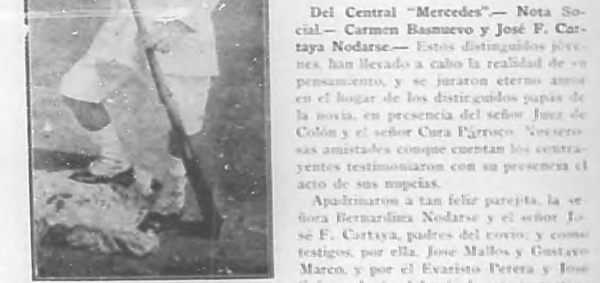 Del Central "Mercedes".— Nota So-
cial.— Carmen Basnuevo y José F. Car-
taya Nodarse.— Estos distinguidos jóve-
nes, han llevado a cabo la realidad de su
pensamiento, y se juraron eterno amor
en el hogar de los distinguidos papás de
la novia, en presencia del señor Juez de
Colón y el señor Cura Párroco. Numero-
sas amistades conque cuentan los contra-
yentes testimoniaron con su presencia el
acto de sus nupcias.
Apadrinaron a tan feliz parejita, la se-
ñora Bernardina Nodarse y el señor Jo-
sé F. Cartaya, padres del novio; y como
testigos, por ella, Jose Mallos y Gustavo
Marco, y por él Evaristo Perera y Jose